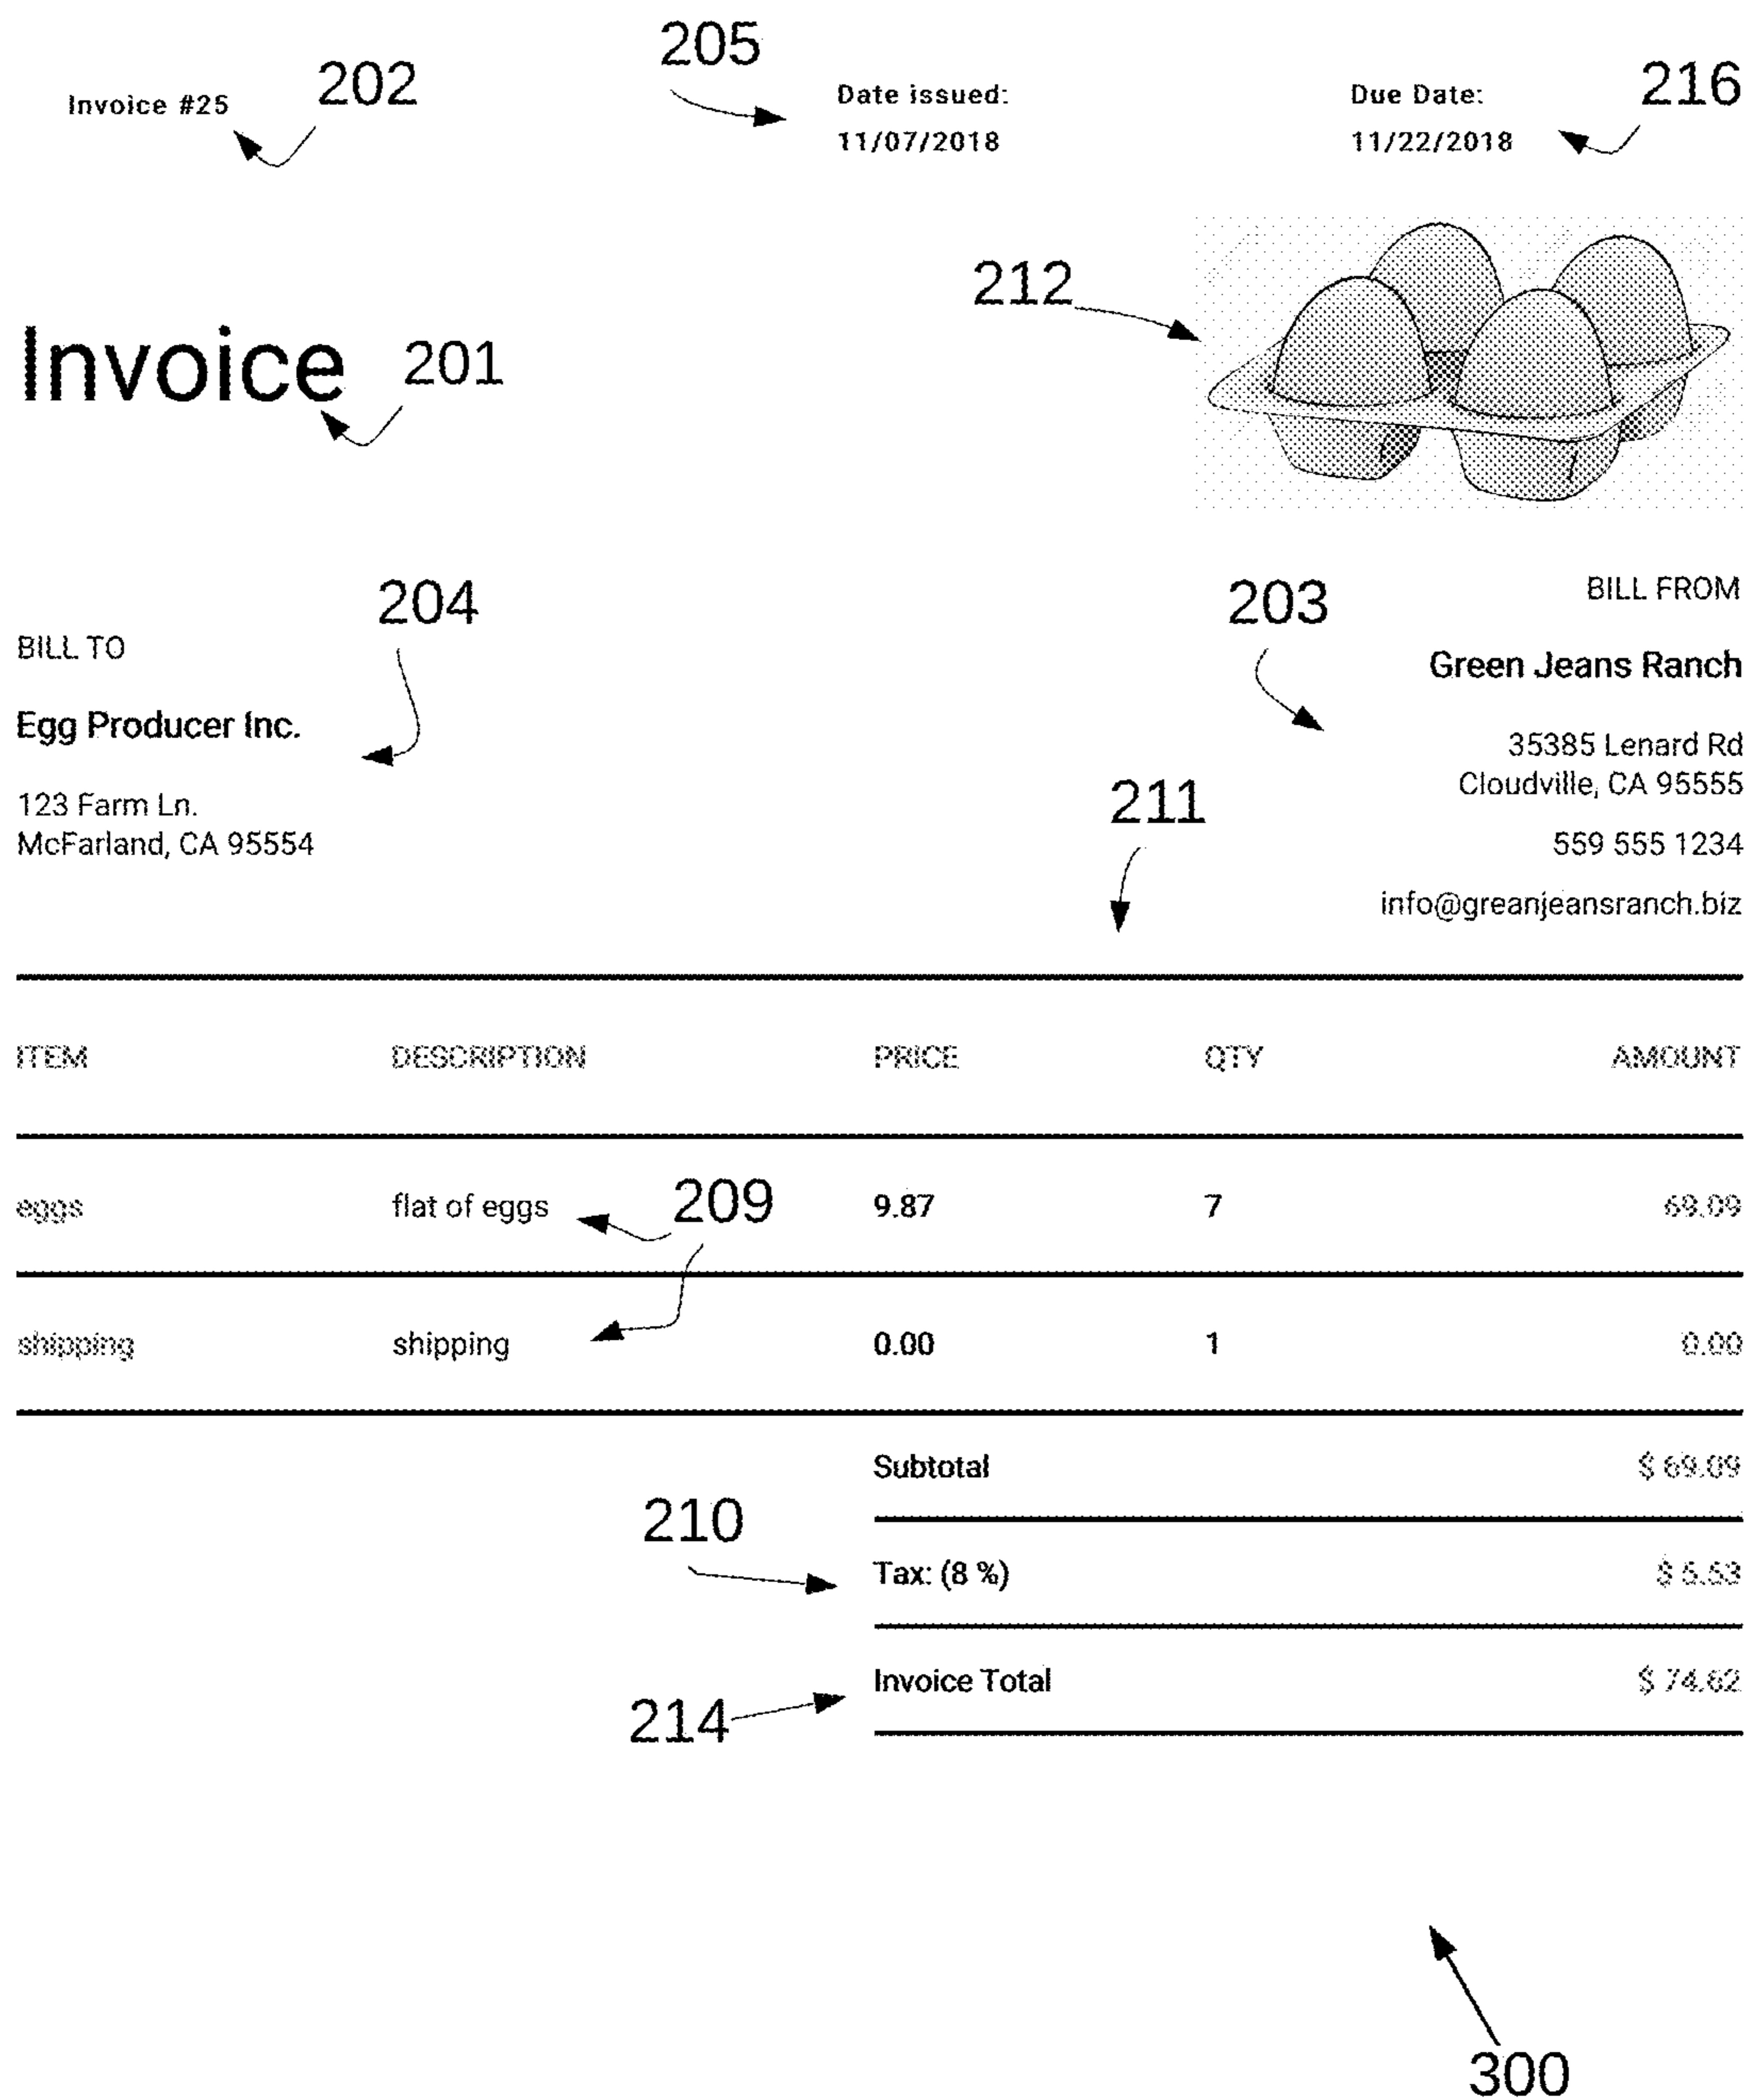 205
202
216
Invoice #25
Date issued:
Due Date:
11/07/2018
11/22/2018
212
Invoice
201
204
203
BILL FROM
BILL TO
Green Jeans Ranch
Egg Producer Inc.
35385 Lenard Rd
Cloudville, CA 95555
211
123 Farm Ln.
McFarland, CA 95554
559 555 1234
info@greanjeansranch.biz
ITEM DESCRIPTION PRICE QTY AMOUNT
eggs flat of eggs 209 9.87 7 69.09
shipping shipping 0.00 1 0.00
Subtotal $ 69.09
210
Tax: (8 %) $ 5.53
Invoice Total $ 74.62
214
300